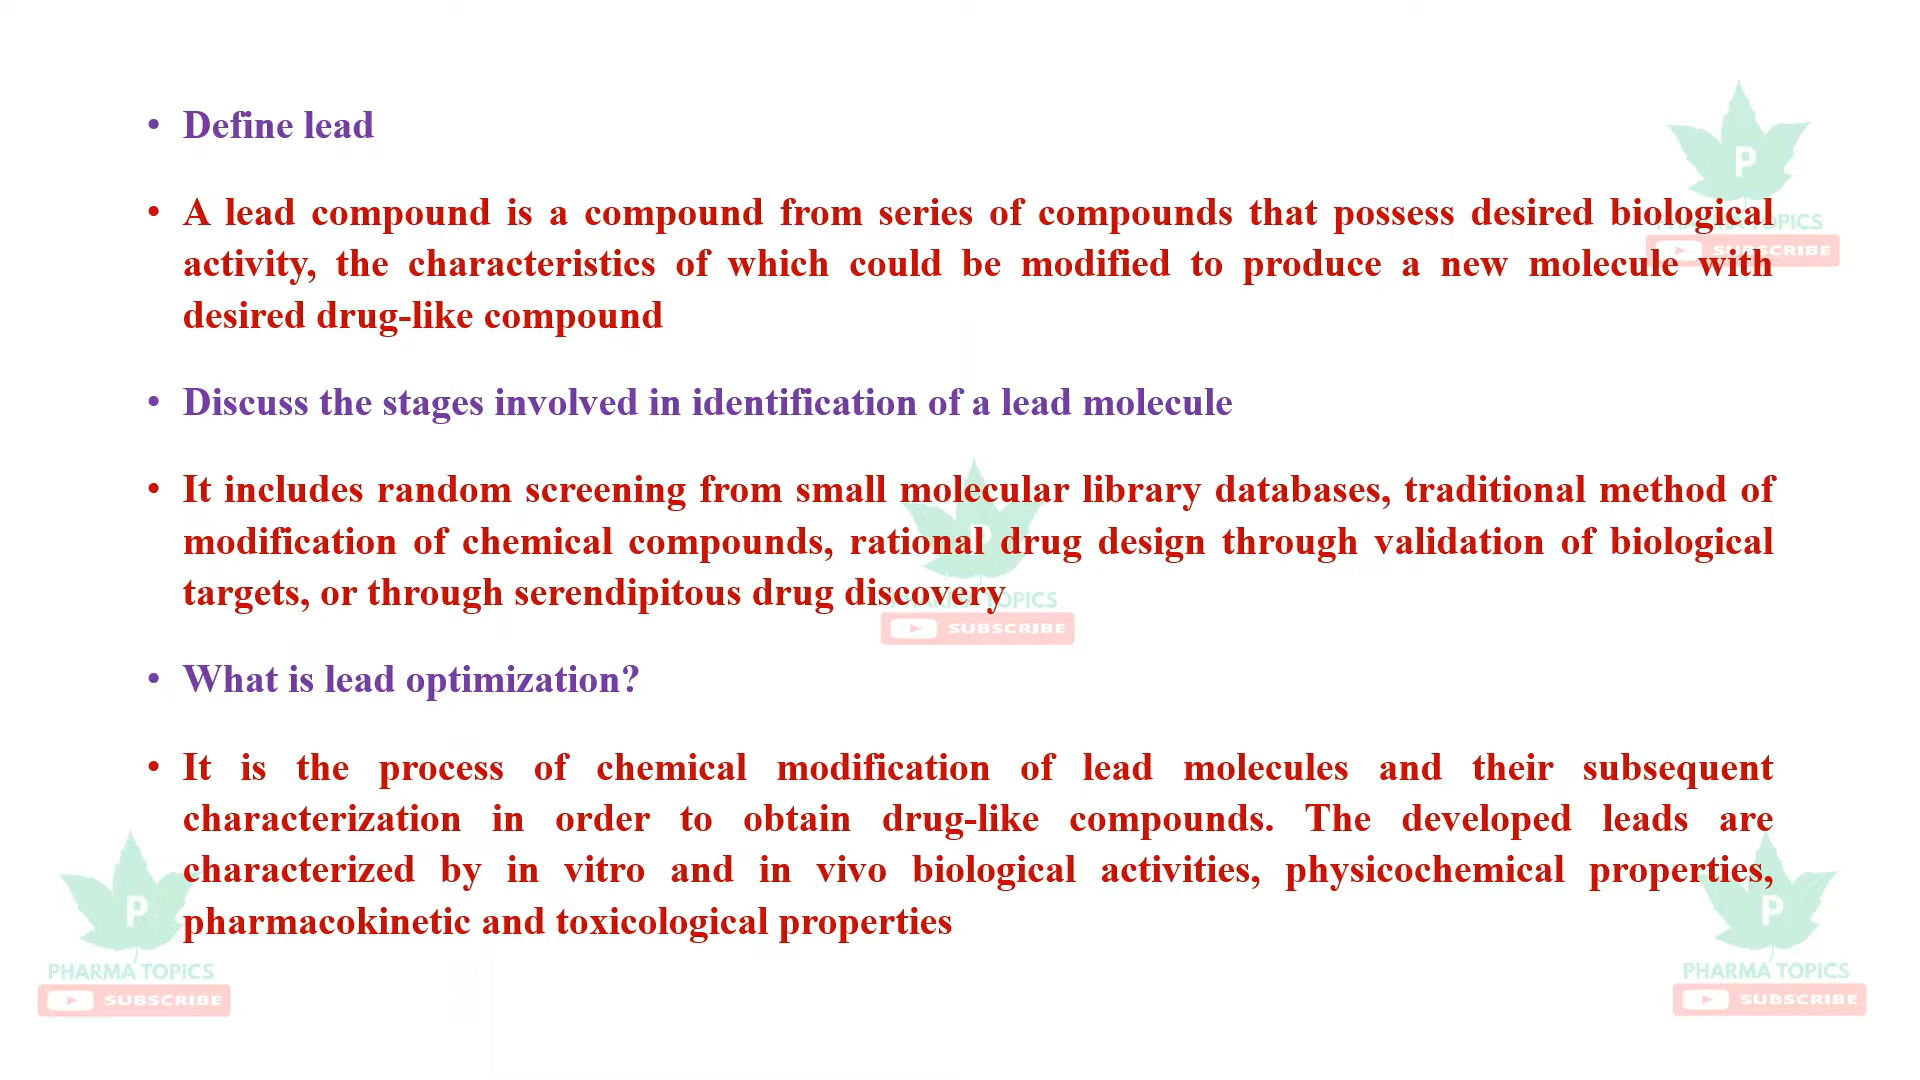 • Define lead
• A lead compound is a compound from series of compounds that possess desired biological
activity, the characteristics of which could be modified to produce a new molecule with
desired drug-like compound
• Discuss the stages involved in identification of a lead molecule
• It includes random screening from small molecular library databases, traditional method of
modification of chemical compounds, rational drug design through validation of biological
targets, or through serendipitous drug discovery
• What is lead optimization?
• It is the process of chemical modification of lead molecules and their subsequent
characterization in order to obtain drug-like compounds. The developed leads are
characterized by in vitro and in vivo biological activities, physicochemical properties,
pharmacokinetic and toxicological properties
P
PHARMA TOPICS
SUBSCRIBE
P
PHARMA TOPICS
SUBSCRIBE
P
PHARMA TOPICS
SUBSCRIBE
P
PHARMA TOPICS
SUBSCRIBE